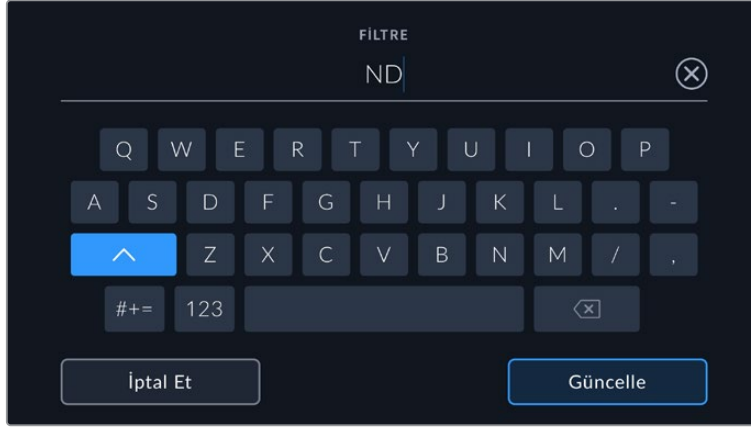 FİLTRE
ND
Q W E R T Y U I O P
A S D F G H J K L . -
Z X C V B N M / ,
#+= 123
İptal Et Güncelle